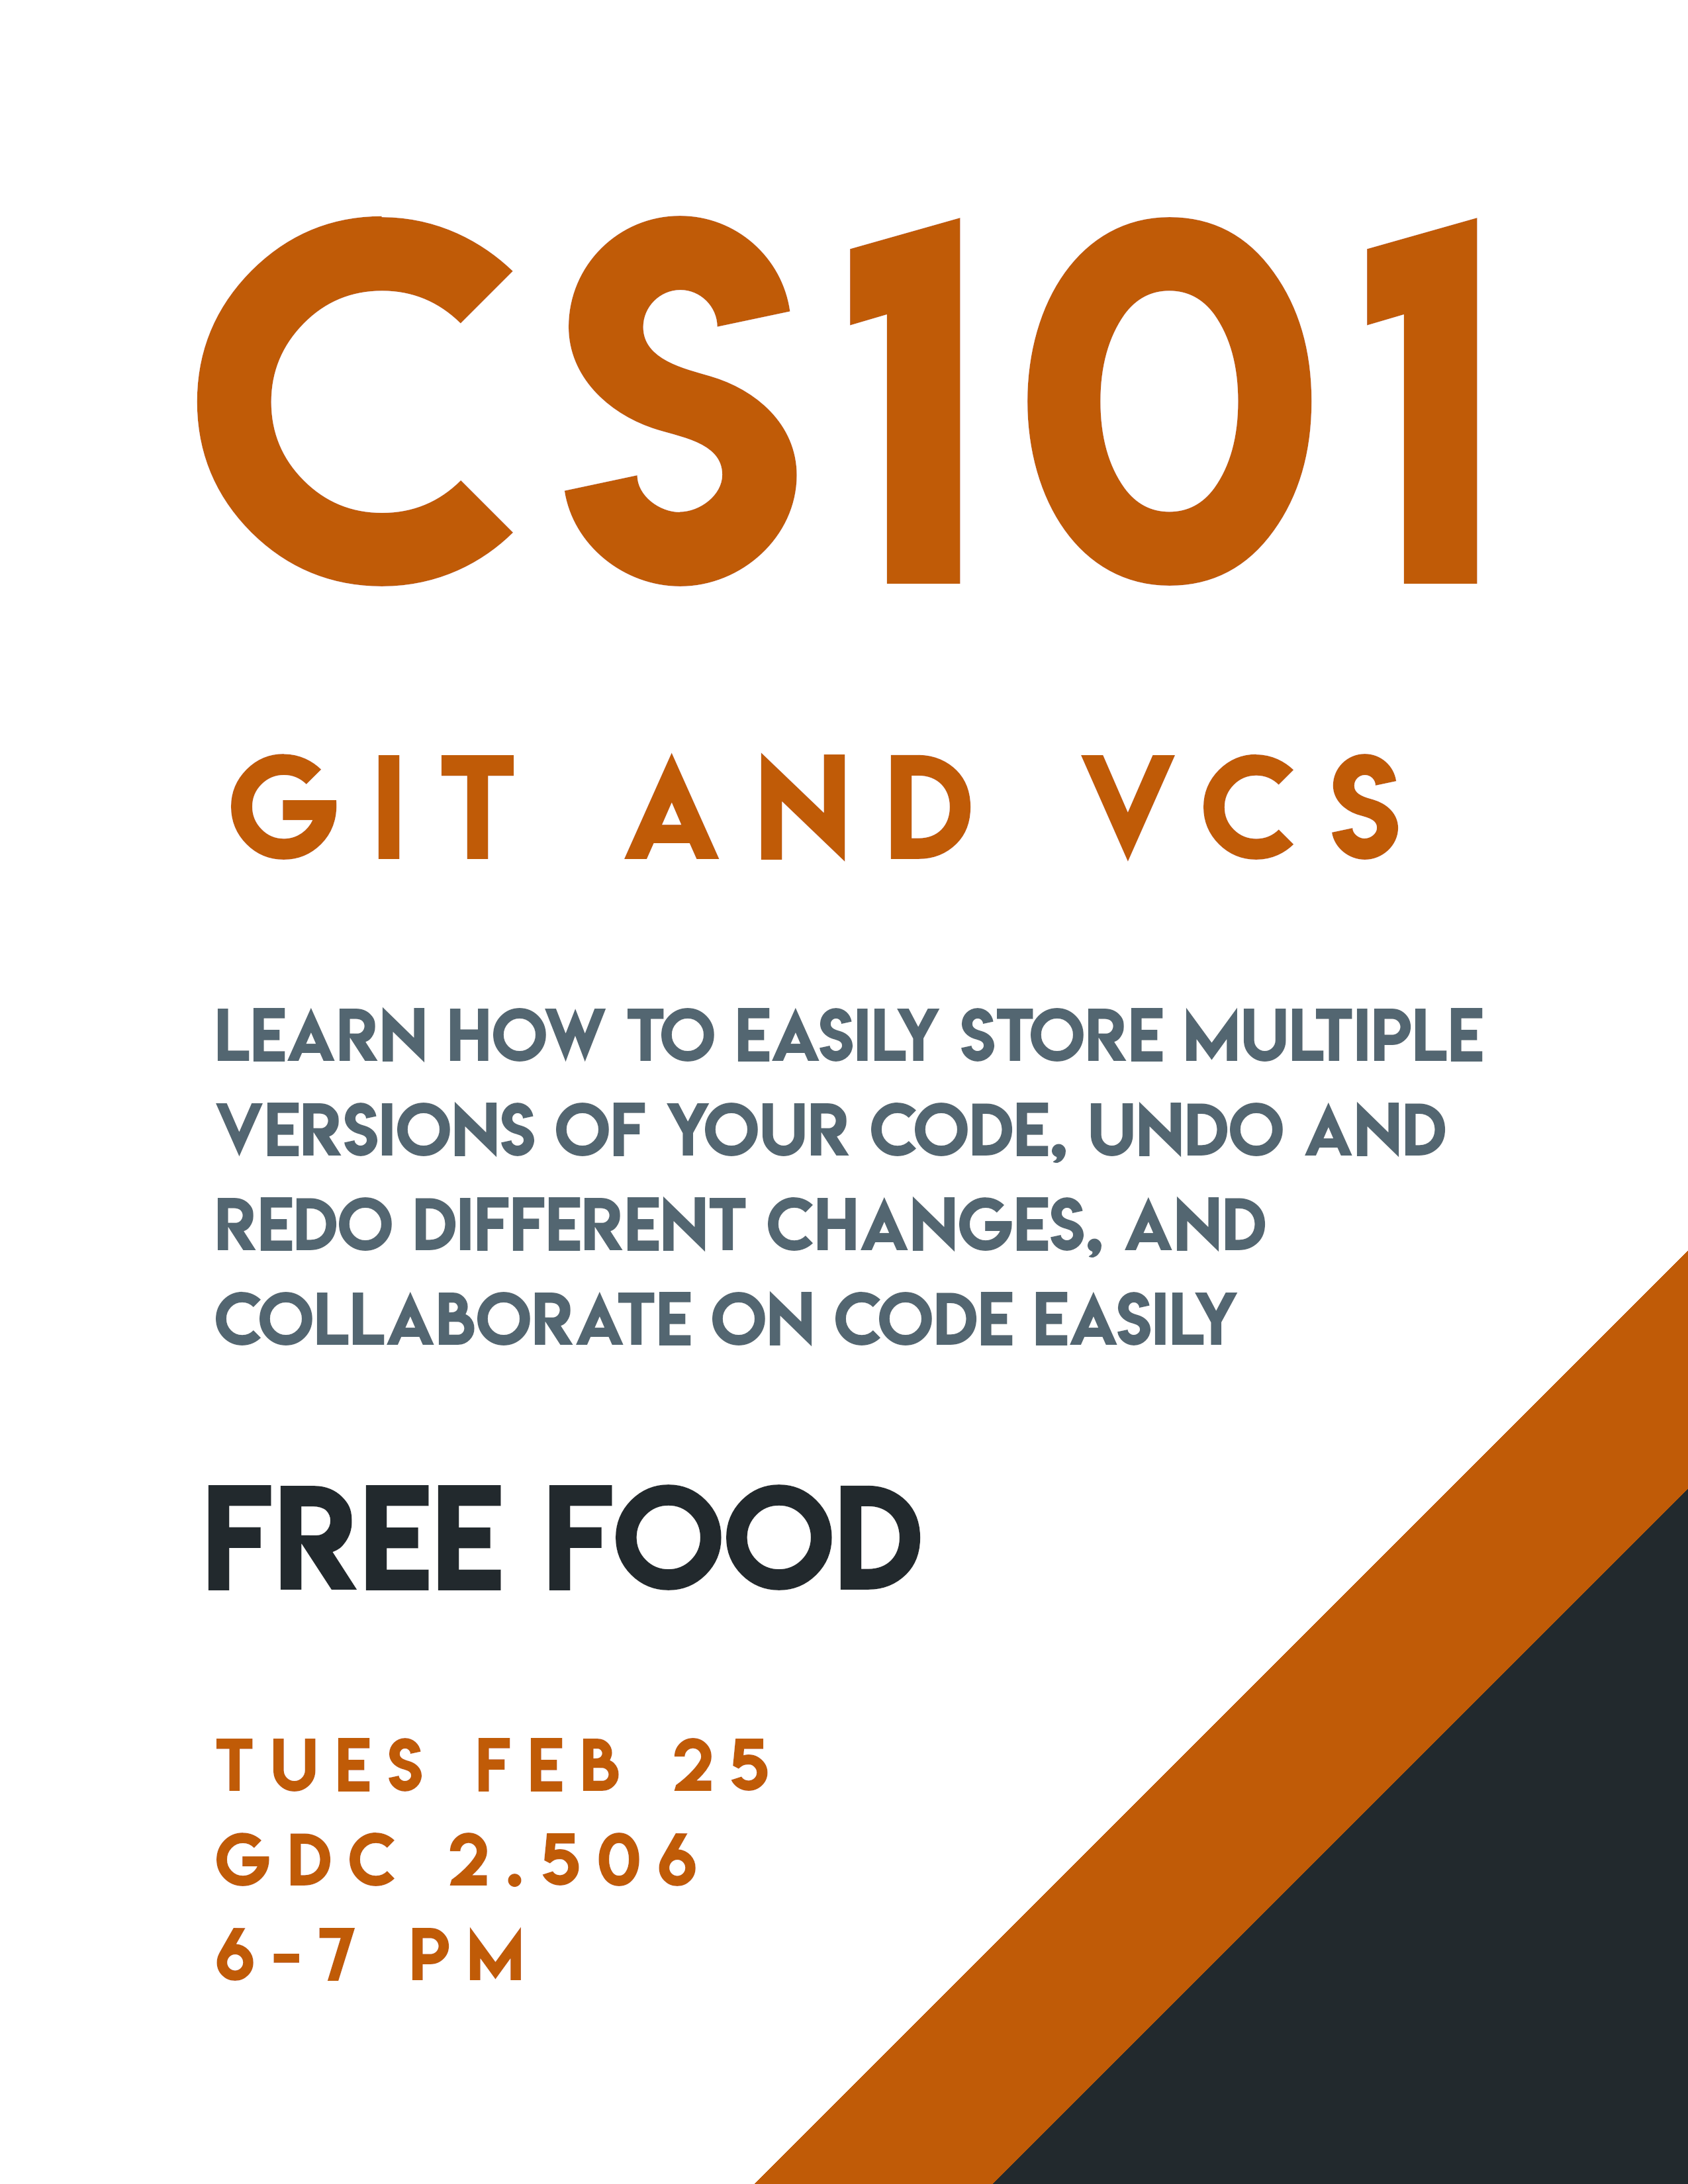 CS101
GIT AND VCS
LEARN HOW TO EASILY STORE MULTIPLE
VERSIONS OF YOUR CODE, UNDO AND
REDO DIFFERENT CHANGES, AND
COLLABORATE ON CODE EASILY
FREE FOOD
TUES FEB 25
GDC 2.506
6-7 PM